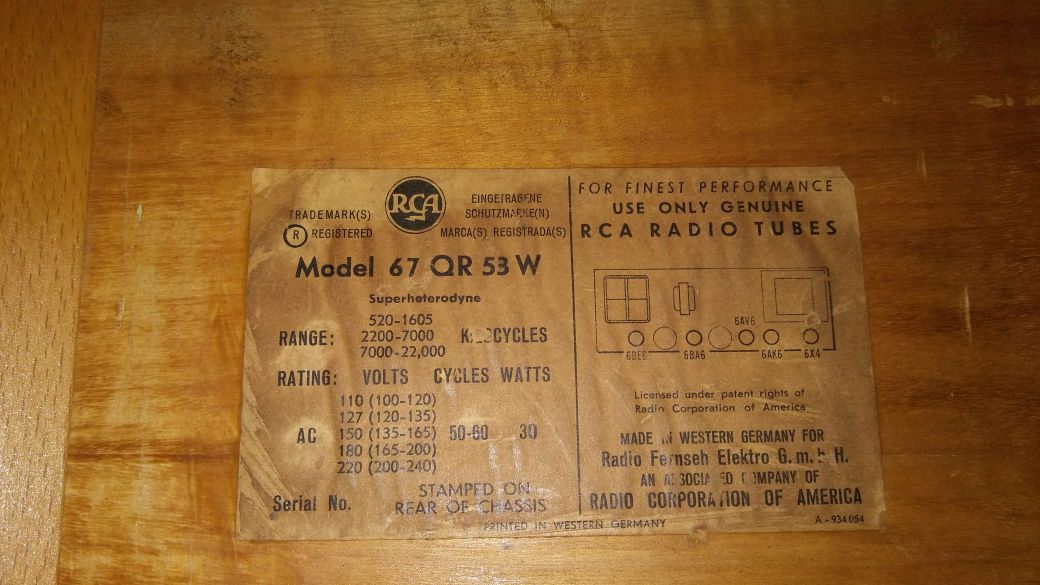 RCA
TRADEMARK(S)
R REGISTERED
EINGETRAGENE
SCHUTZMARKE(N)
MARCA(S) REGISTRADA(S)
Model 67 QR 53 W
Superheterodyne
RANGE:
520-1605
2200-7000
7000-22,000
KILOCYCLES
RATING: VOLTS CYCLES WATTS
AC
110 (100-120)
127 (120-135)
150 (135-165) 50-60 30
180 (165-200)
220 (200-240)
Serial No.
STAMPED ON
REAR OF CHASSIS
FOR FINEST PERFORMANCE
USE ONLY GENUINE
RCA RADIO TUBES
6AV6
6BE6 6BA6 6AK6 6X4
Licensed under patent rights of
Radio Corporation of America
MADE IN WESTERN GERMANY FOR
Radio Fernseh Elektro G.m.b.H.
AN ASSOCIATED COMPANY OF
RADIO CORPORATION OF AMERICA
PRINTED IN WESTERN GERMANY
A-934054